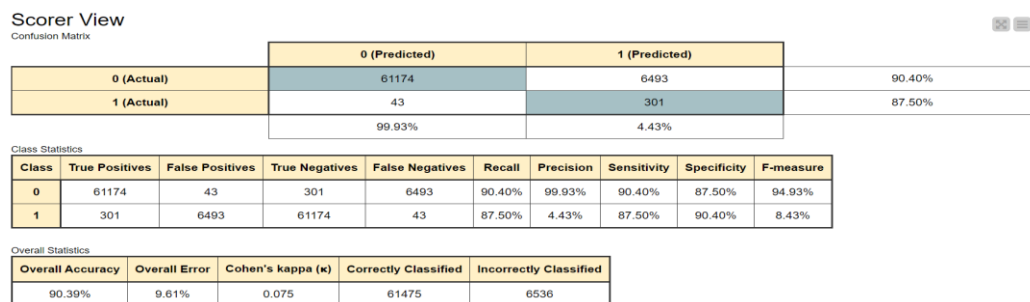 Scorer View
Confusion Matrix
0 (Predicted) 1 (Predicted)
0 (Actual) 61174 6493 90.40%
1 (Actual) 43 301 87.50%
99.93% 4.43%
Class Statistics
Class True Positives False Positives True Negatives False Negatives Recall Precision Sensitivity Specificity F-measure
0 61174 43 301 6493 90.40% 99.93% 90.40% 87.50% 94.93%
1 301 6493 61174 43 87.50% 4.43% 87.50% 90.40% 8.43%
Overall Statistics
Overall Accuracy Overall Error Cohen's kappa (κ) Correctly Classified Incorrectly Classified
90.39% 9.61% 0.075 61475 6536